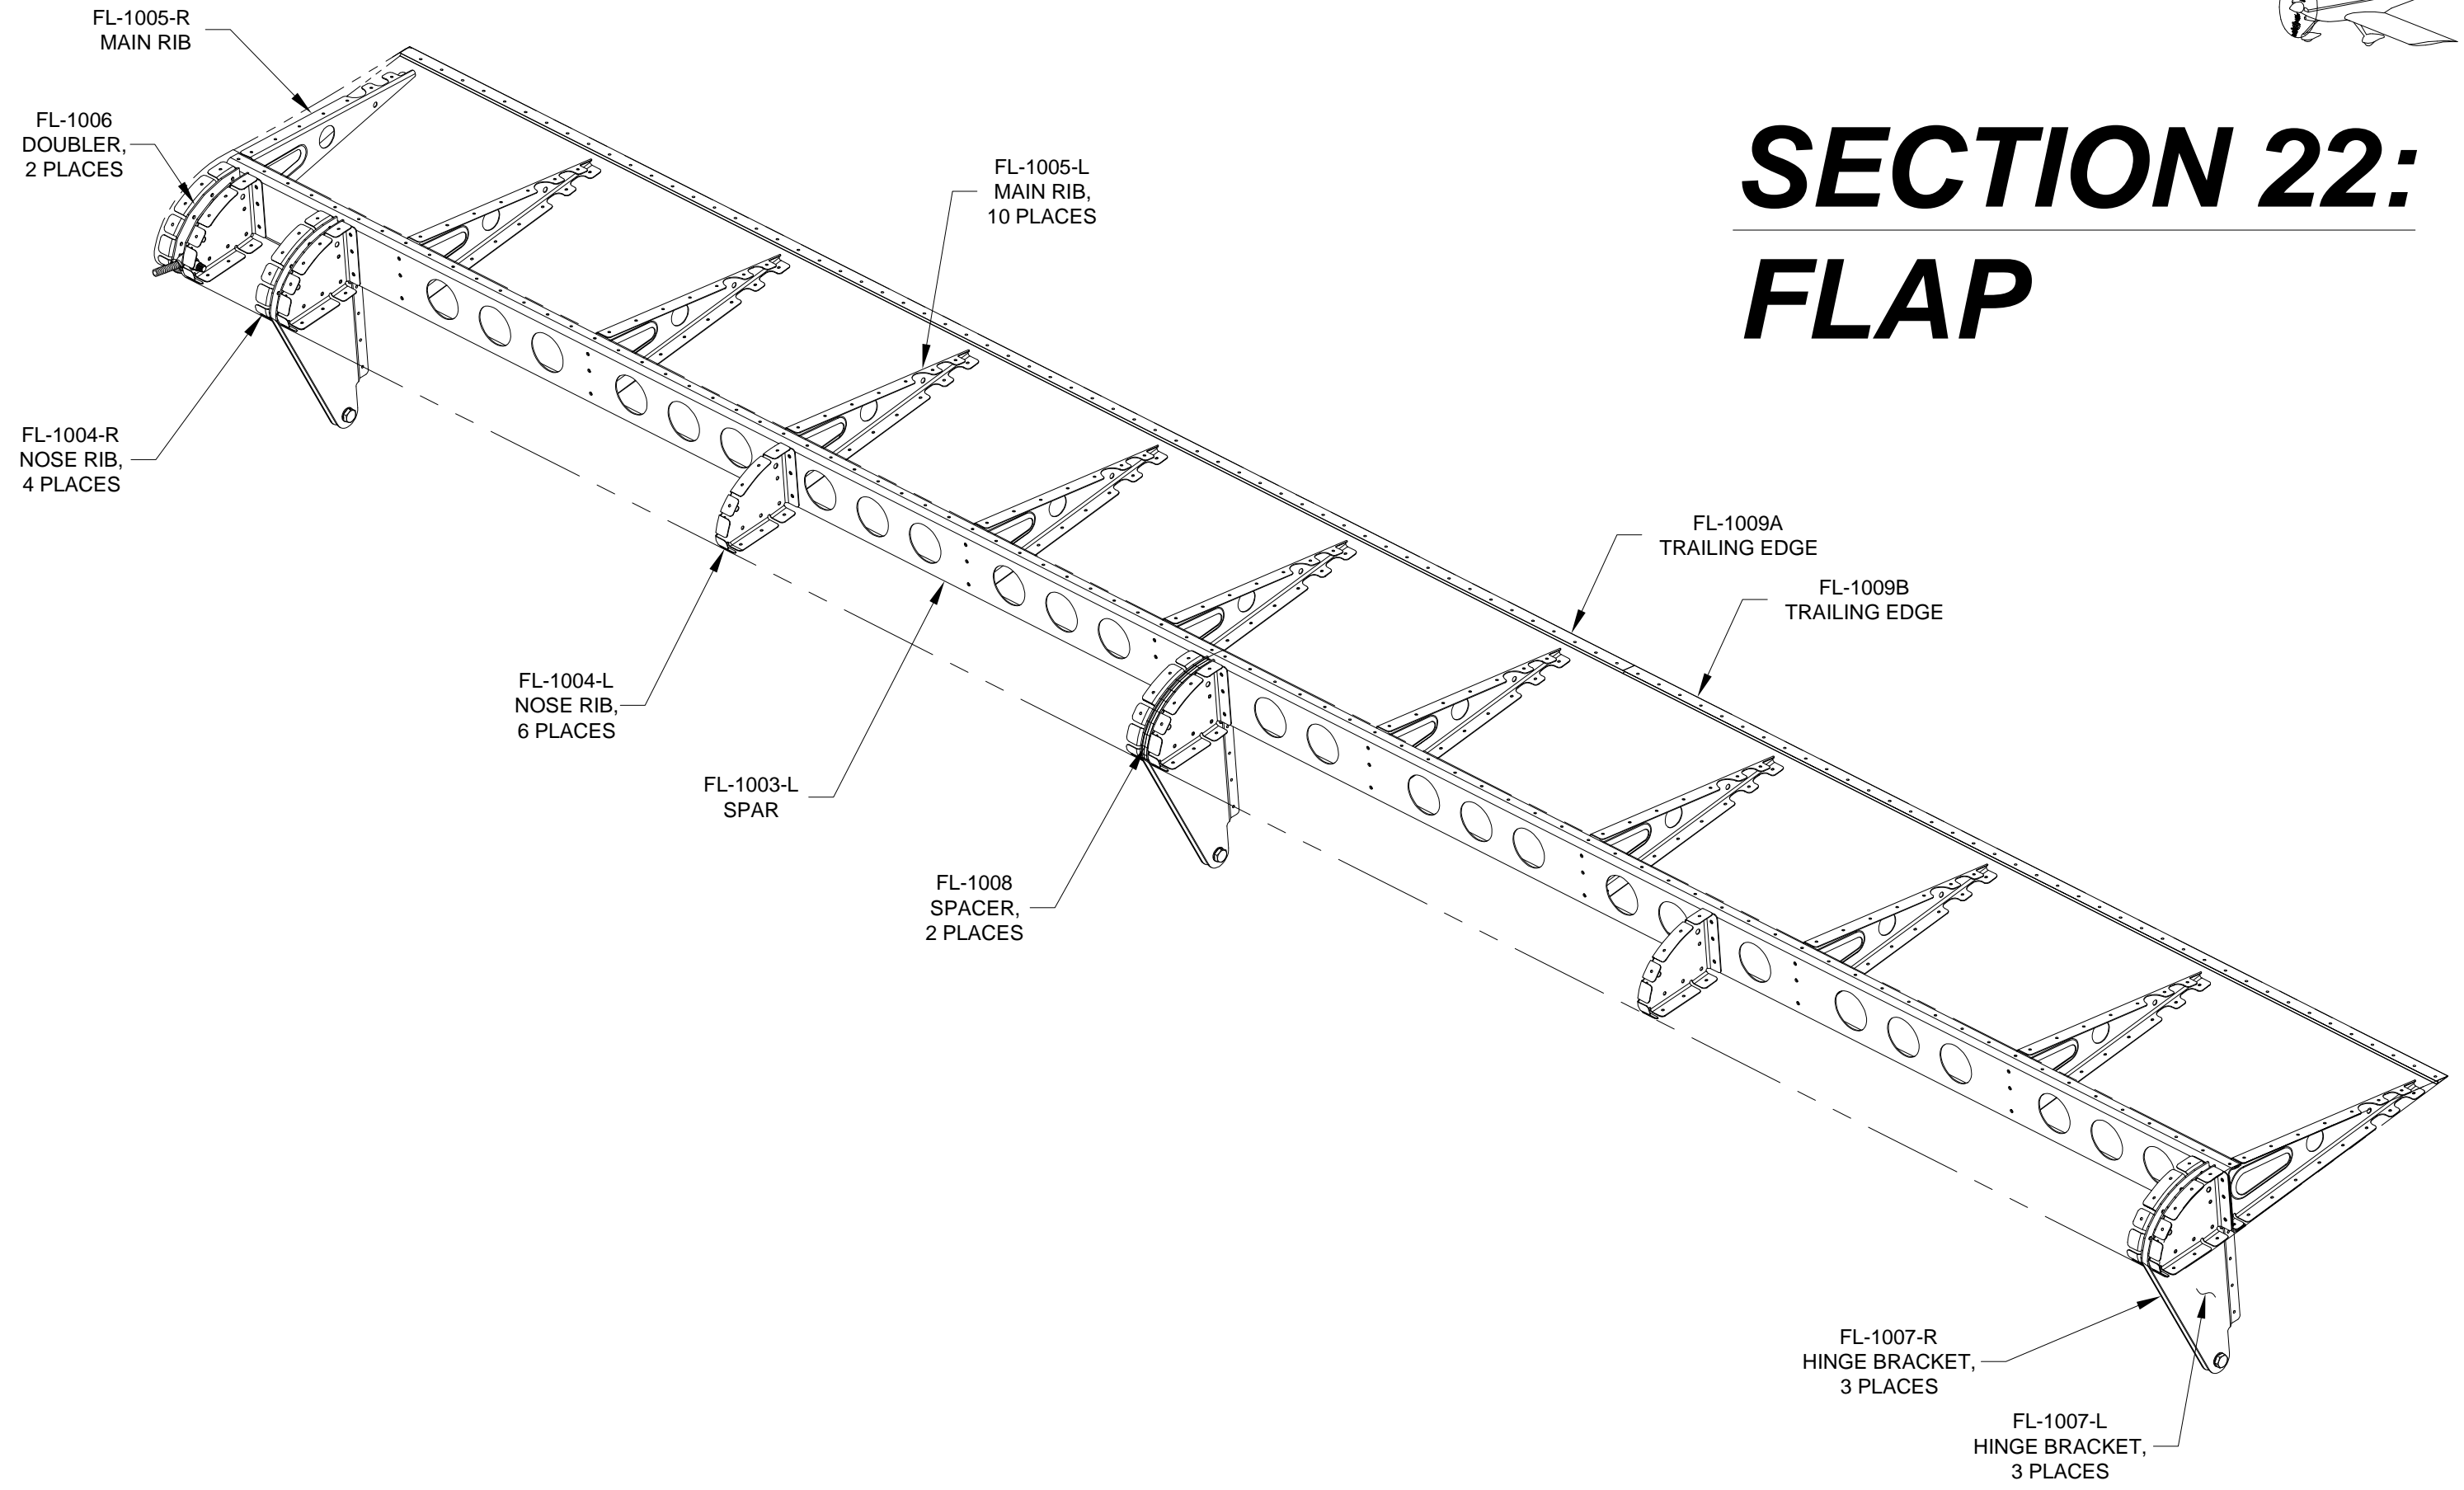 FL-1005-R
MAIN RIB
FL-1006
DOUBLER,
2 PLACES
FL-1005-L
MAIN RIB,
10 PLACES
SECTION 22:
FLAP
FL-1004-R
NOSE RIB,
4 PLACES
FL-1009A
TRAILING EDGE
FL-1009B
TRAILING EDGE
FL-1004-L
NOSE RIB,
6 PLACES
FL-1003-L
SPAR
FL-1008
SPACER,
2 PLACES
FL-1007-R
HINGE BRACKET,
3 PLACES
FL-1007-L
HINGE BRACKET,
3 PLACES